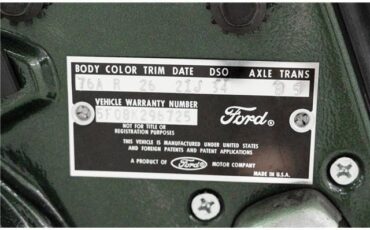 BODY COLOR TRIM DATE DSO AXLE TRANS
76A R 26
VEHICLE WARRANTY NUMBER
5F08K296725
Ford
NOT FOR TITLE OR
REGISTRATION PURPOSES
THIS VEHICLE IS MANUFACTURED UNDER UNITED STATES
AND FOREIGN PATENTS AND PATENT APPLICATIONS
A PRODUCT OF Ford MOTOR COMPANY
MADE IN U.S.A.